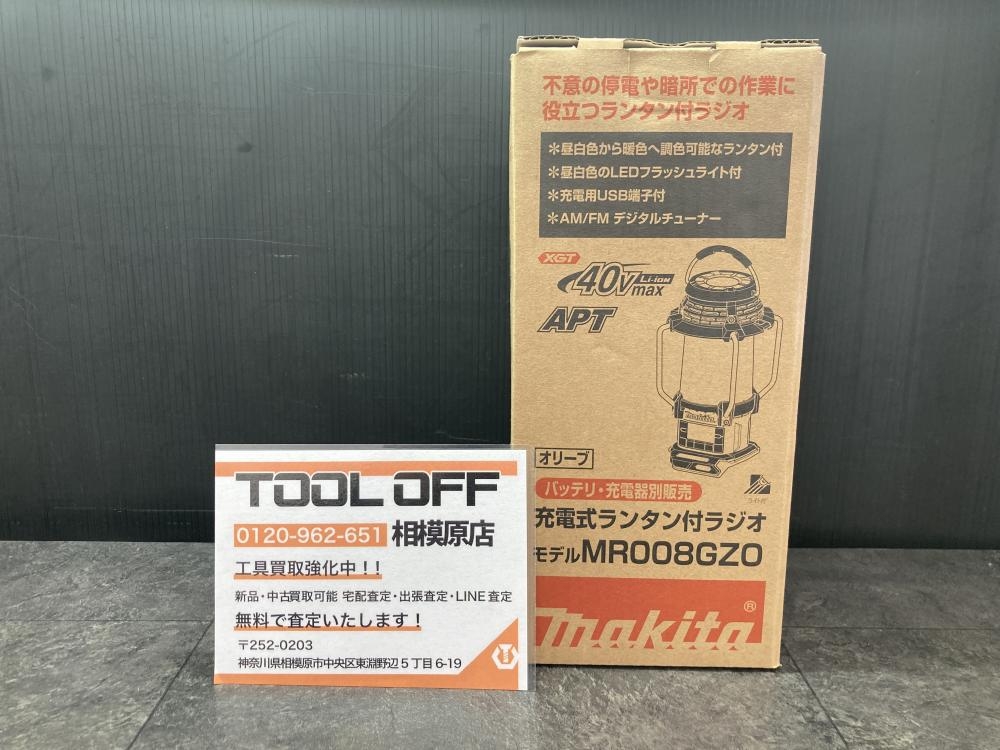 不意の停電や暗所での作業に
役立つランタン付ラジオ
＊昼白色から暖色へ調色可能なランタン付
＊昼白色のLEDフラッシュライト付
＊充電用USB端子付
＊AM/FM デジタルチューナー
XGT
40Vmax Li-ION
APT
makita
オリーブ
ライト付
バッテリ・充電器別販売
充電式ランタン付ラジオ
モデルMR008GZO
makita®
TOOL OFF
0120-962-651 相模原店
工具買取強化中！！
新品・中古買取可能 宅配査定・出張査定・LINE査定
無料で査定いたします！
〒252-0203
神奈川県相模原市中央区東淵野辺５丁目6-19